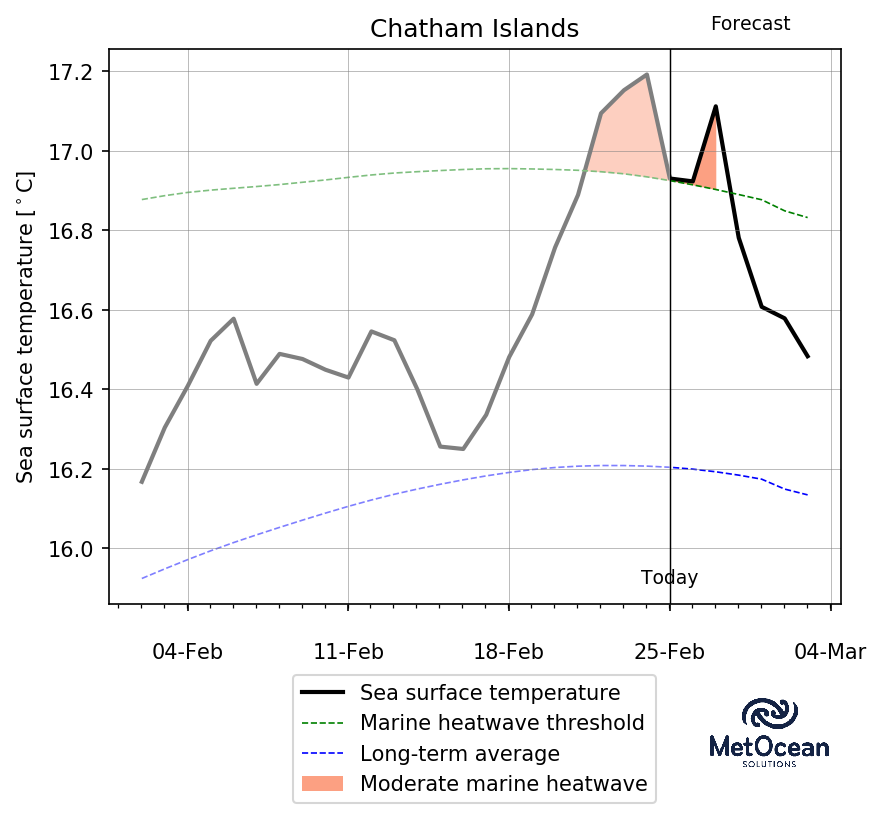 Chatham Islands
Forecast
Sea surface temperature [°C]
17.2
17.0
16.8
16.6
16.4
16.2
16.0
Today
04-Feb
11-Feb
18-Feb
25-Feb
04-Mar
Sea surface temperature
Marine heatwave threshold
Long-term average
Moderate marine heatwave
MetOcean
SOLUTIONS